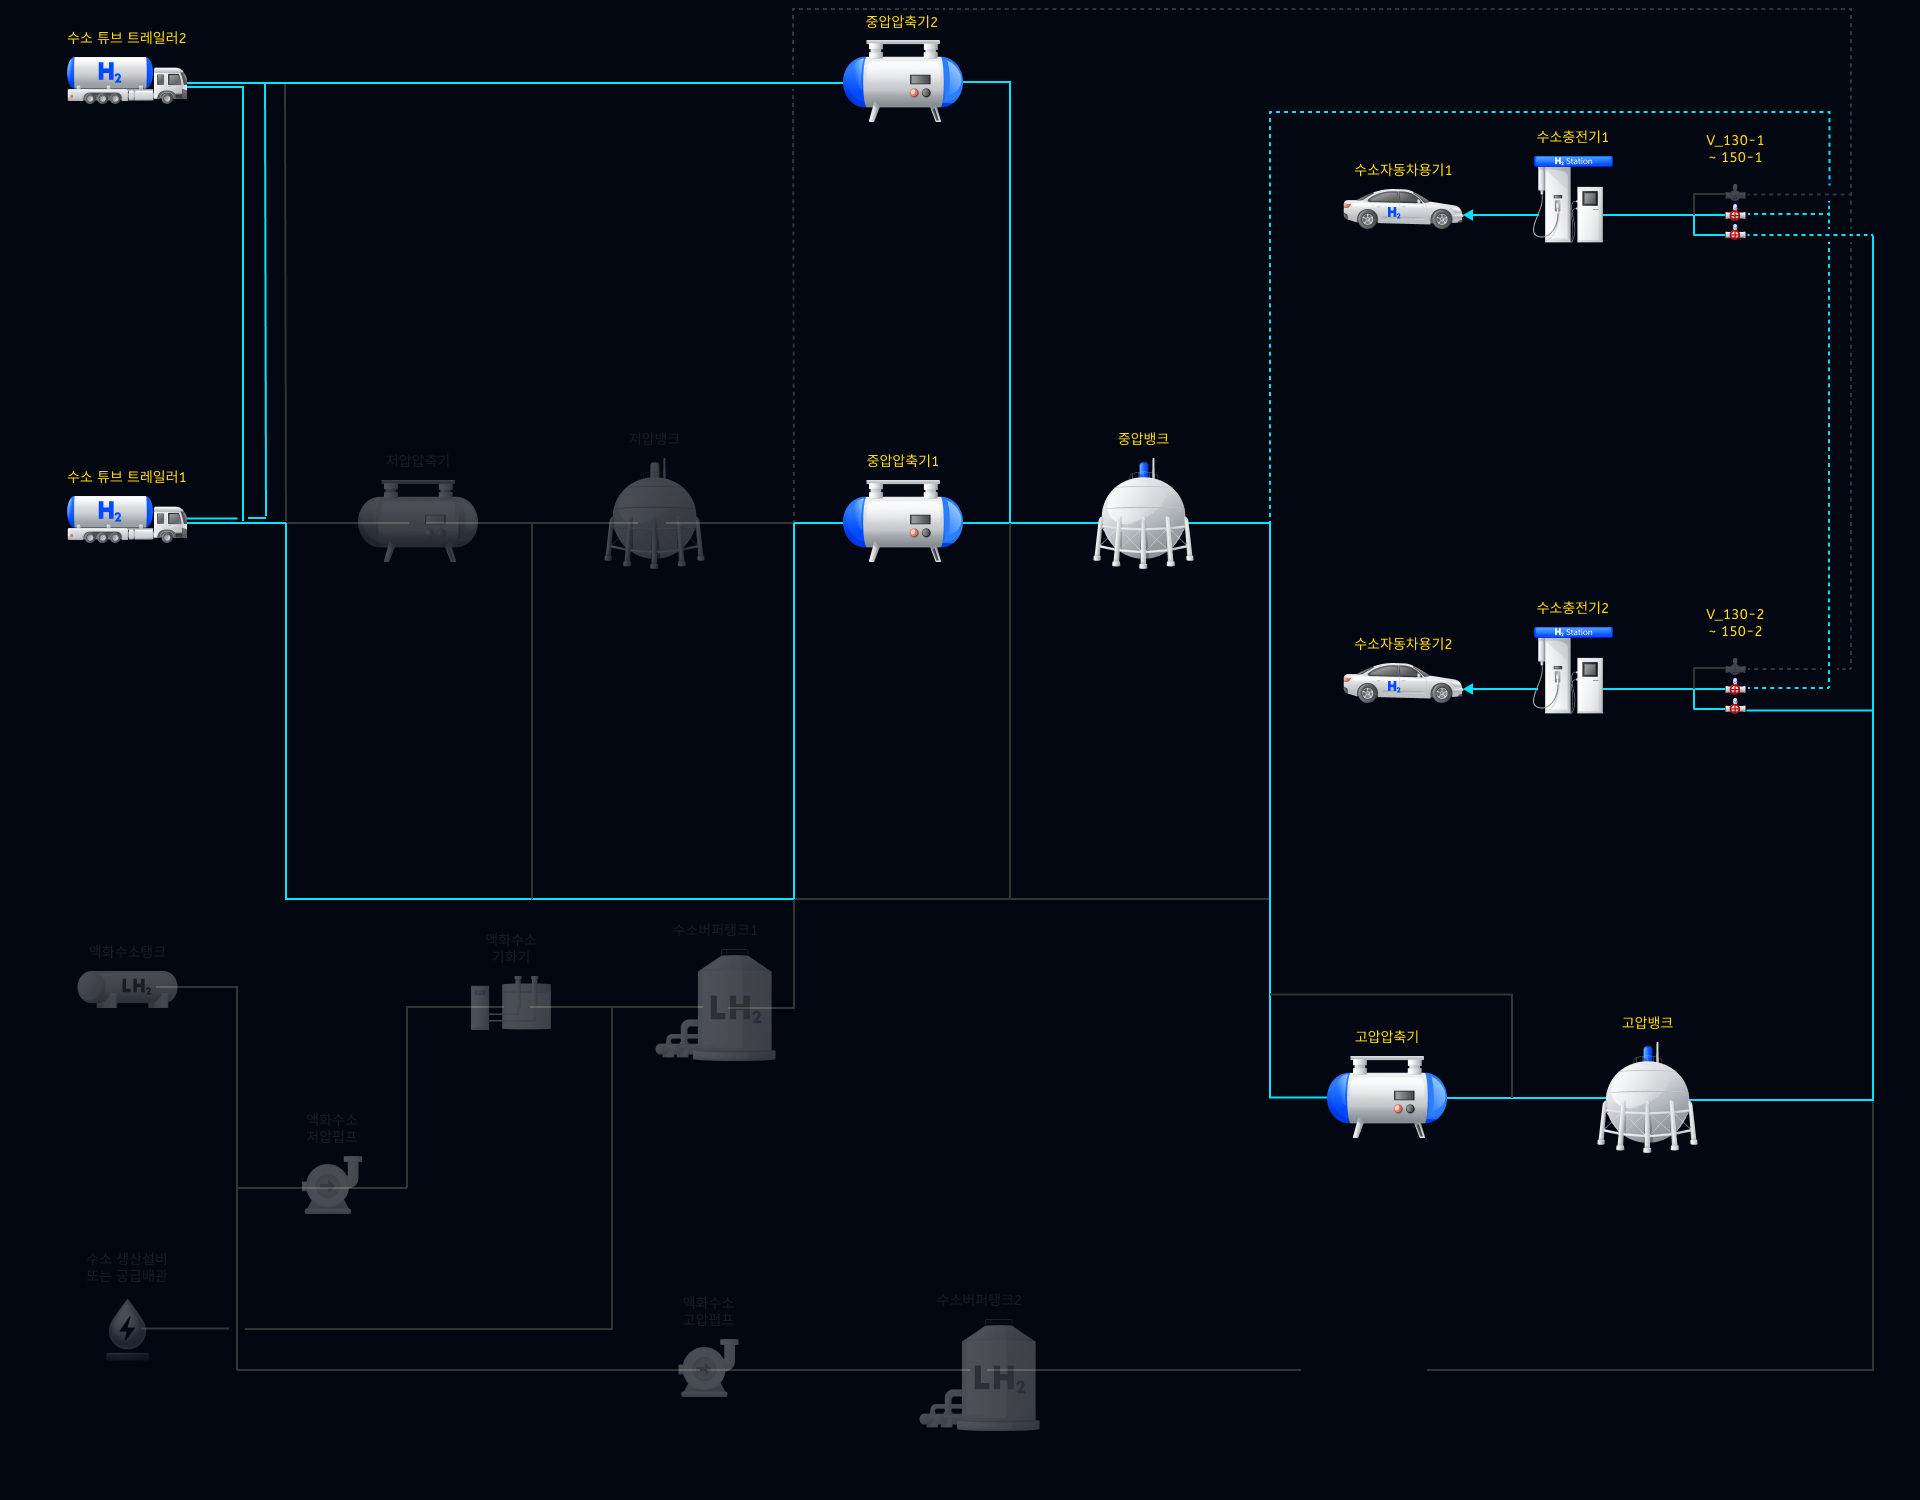 중압압축기2
수소 튜브 트레일러2
H2
수소충전기1
H2 Station
V_130-1
~ 150-1
수소자동차용기1
H2
저압뱅크
중압뱅크
저압압축기
중압압축기1
수소 튜브 트레일러1
H2
수소충전기2
H2 Station
V_130-2
~ 150-2
수소자동차용기2
H2
수소버퍼탱크1
LH2
액화수소
기화기
액화수소탱크
LH2
고압뱅크
고압압축기
액화수소
저압펌프
수소 생산설비
또는 공급배관
수소버퍼탱크2
LH2
액화수소
고압펌프